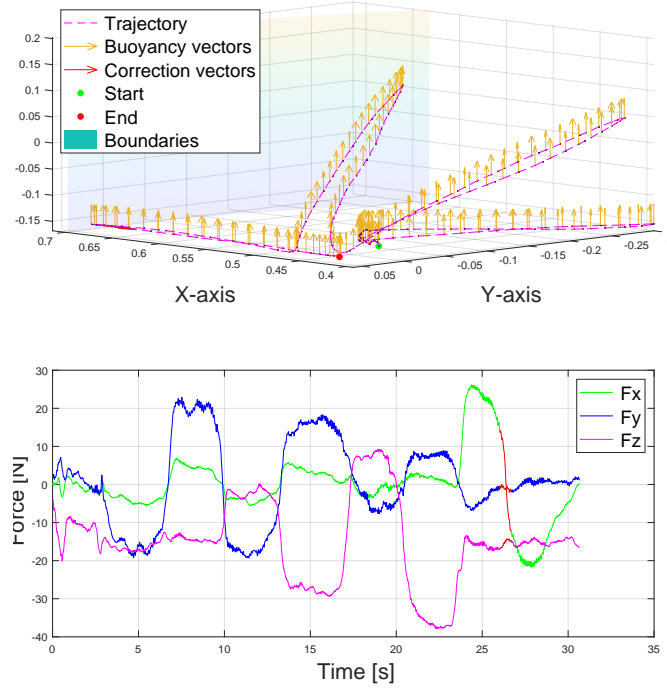 0.2
0.15
0.1
0.05
0
-0.05
-0.1
-0.15
Trajectory
Buoyancy vectors
Correction vectors
Start
End
Boundaries
0.7
0.65
0.6
0.55
0.5
0.45
0.4
0.05
0
-0.05
-0.1
-0.15
-0.2
-0.25
X-axis
Y-axis
30
20
10
0
-10
-20
-30
-40
Force [N]
Fx
Fy
Fz
0
5
10
15
20
25
30
35
Time [s]